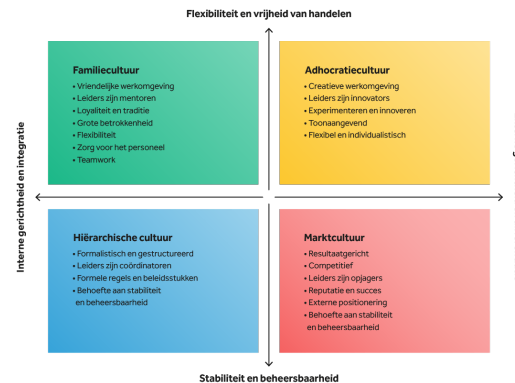 Flexibiliteit en vrijheid van handelen
Interne gerichtheid en integratie
Familiecultuur
• Vriendelijke werkomgeving
• Leiders zijn mentoren
• Loyaliteit en traditie
• Grote betrokkenheid
• Flexibiliteit
• Zorg voor het personeel
• Teamwork
Adhocratiecultuur
• Creatieve werkomgeving
• Leiders zijn innovators
• Experimenteren en innoveren
• Toonaangevend
• Flexibel en individualistisch
Hiërarchische cultuur
• Formalistisch en gestructureerd
• Leiders zijn coördinatoren
• Formele regels en beleidsstukken
• Behoefte aan stabiliteit
en beheersbaarheid
Marktcultuur
• Resultaatgericht
• Competitief
• Leiders zijn opjagers
• Reputatie en succes
• Externe positionering
• Behoefte aan stabiliteit
en beheersbaarheid
Stabiliteit en beheersbaarheid